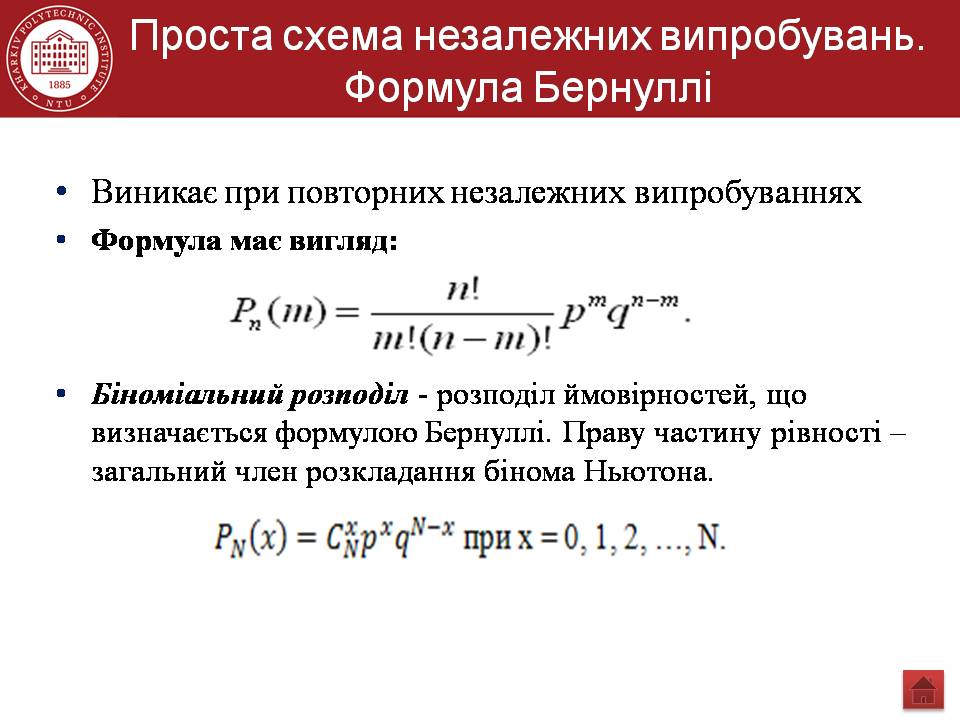 Проста схема незалежних випробувань.
Формула Бернуллі
KHARKIV POLYTECHNIC INSTITUTE
1885
NTU
• Виникає при повторних незалежних випробуваннях
• Формула має вигляд:
Pₙ(m) = n! / (m!(n − m)!) pᵐqⁿ⁻ᵐ.
• Біноміальний розподіл - розподіл ймовірностей, що
визначається формулою Бернуллі. Праву частину рівності –
загальний член розкладання бінома Ньютона.
P_N(x) = C_N^x p^x q^{N−x} при x = 0, 1, 2, …, N.